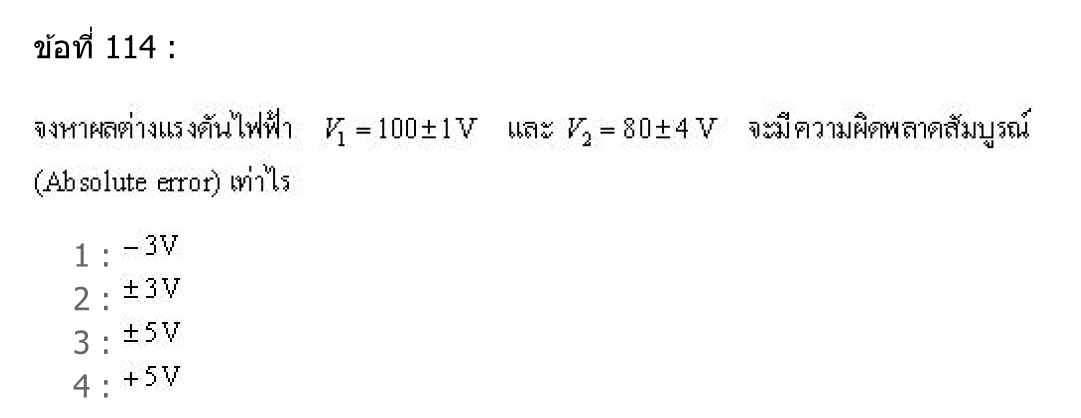 ข้อที่ 114 :
จงหาผลต่างแรงดันไฟฟ้า V₁ = 100±1V และ V₂ = 80±4 V จะมีความผิดพลาดสัมบูรณ์
(Absolute error) เท่าไร
1 : −3V
2 : ±3V
3 : ±5V
4 : +5V